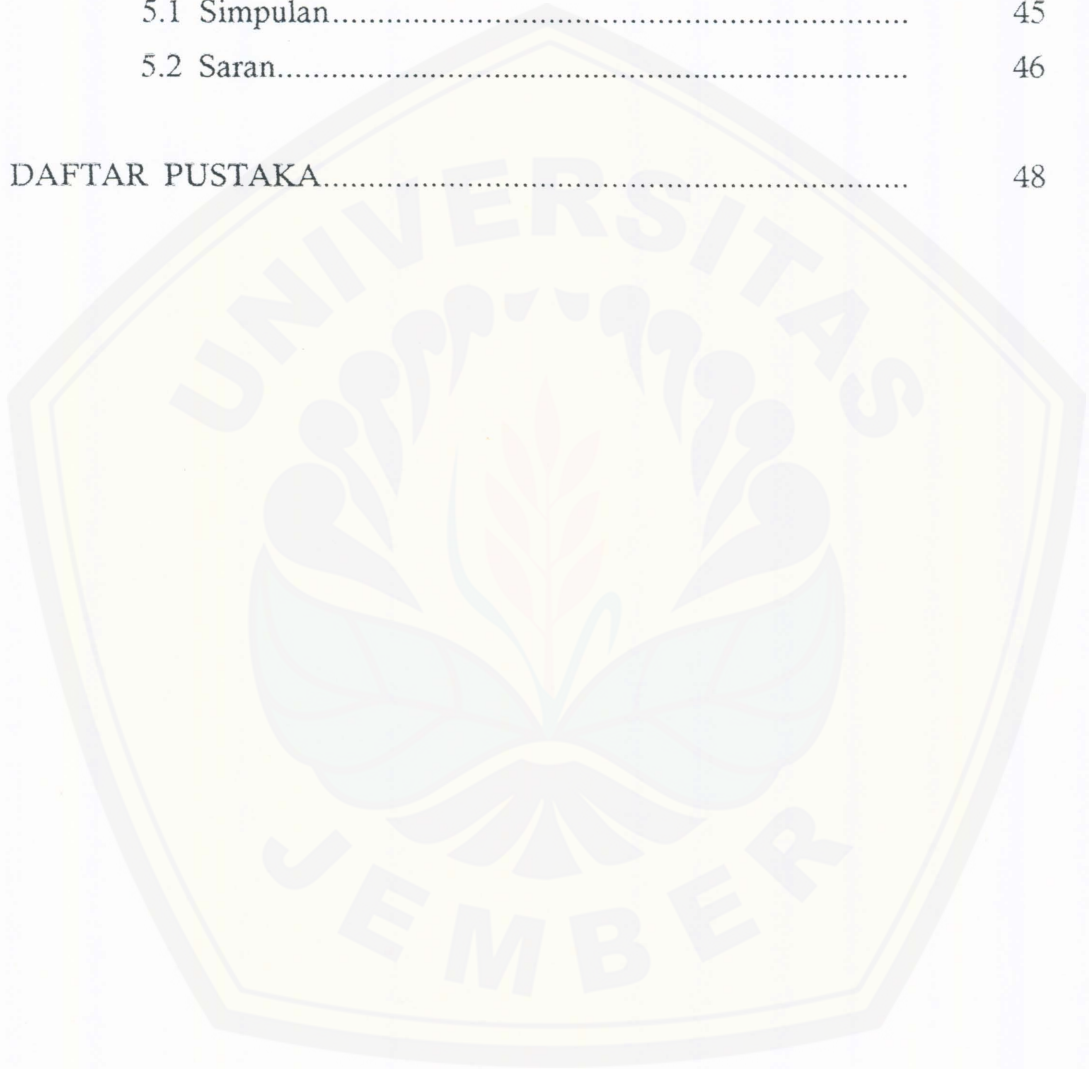 5.1 Simpulan................................................................ 45
5.2 Saran...................................................................... 46
DAFTAR PUSTAKA................................................................ 48
UNIVERSITAS
JEMBER